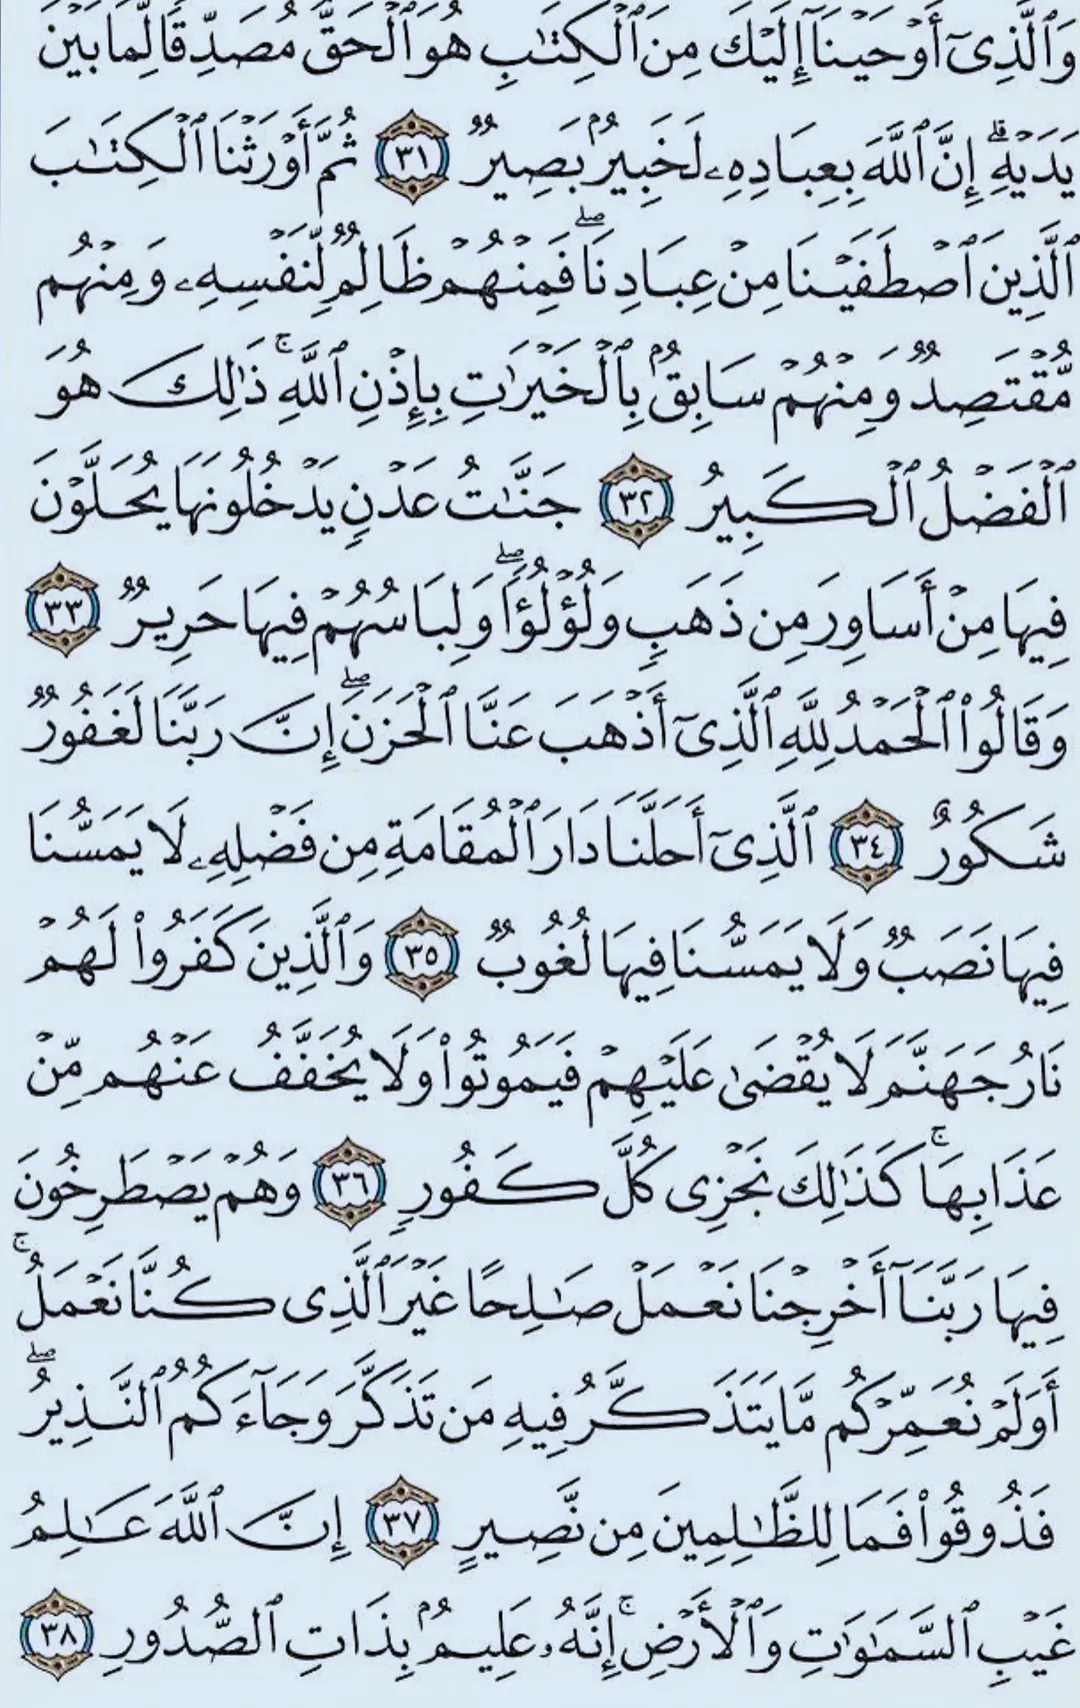 وَٱلَّذِىٓ أَوۡحَيۡنَآ إِلَيۡكَ مِنَ ٱلۡكِتَٰبِ هُوَ ٱلۡحَقُّ مُصَدِّقٗا لِّمَا بَيۡنَ
يَدَيۡهِۗ إِنَّ ٱللَّهَ بِعِبَادِهِۦ لَخَبِيرُۢ بَصِيرٞ ٣١ ثُمَّ أَوۡرَثۡنَا ٱلۡكِتَٰبَ
ٱلَّذِينَ ٱصۡطَفَيۡنَا مِنۡ عِبَادِنَاۖ فَمِنۡهُمۡ ظَالِمٞ لِّنَفۡسِهِۦ وَمِنۡهُم
مُّقۡتَصِدٞ وَمِنۡهُمۡ سَابِقُۢ بِٱلۡخَيۡرَٰتِ بِإِذۡنِ ٱللَّهِۚ ذَٰلِكَ هُوَ
ٱلۡفَضۡلُ ٱلۡكَبِيرُ ٣٢ جَنَّٰتُ عَدۡنٖ يَدۡخُلُونَهَا يُحَلَّوۡنَ
فِيهَا مِنۡ أَسَاوِرَ مِن ذَهَبٖ وَلُؤۡلُؤٗاۖ وَلِبَاسُهُمۡ فِيهَا حَرِيرٞ ٣٣
وَقَالُواْ ٱلۡحَمۡدُ لِلَّهِ ٱلَّذِىٓ أَذۡهَبَ عَنَّا ٱلۡحَزَنَۖ إِنَّ رَبَّنَا لَغَفُورٞ
شَكُورٌ ٣٤ ٱلَّذِىٓ أَحَلَّنَا دَارَ ٱلۡمُقَامَةِ مِن فَضۡلِهِۦ لَا يَمَسُّنَا
فِيهَا نَصَبٞ وَلَا يَمَسُّنَا فِيهَا لُغُوبٞ ٣٥ وَٱلَّذِينَ كَفَرُواْ لَهُمۡ
نَارُ جَهَنَّمَ لَا يُقۡضَىٰ عَلَيۡهِمۡ فَيَمُوتُواْ وَلَا يُخَفَّفُ عَنۡهُم مِّنۡ
عَذَابِهَاۚ كَذَٰلِكَ نَجۡزِى كُلَّ كَفُورٖ ٣٦ وَهُمۡ يَصۡطَرِخُونَ
فِيهَا رَبَّنَآ أَخۡرِجۡنَا نَعۡمَلۡ صَٰلِحًا غَيۡرَ ٱلَّذِى كُنَّا نَعۡمَلُۚ
أَوَلَمۡ نُعَمِّرۡكُم مَّا يَتَذَكَّرُ فِيهِ مَن تَذَكَّرَ وَجَآءَكُمُ ٱلنَّذِيرُۖ
فَذُوقُواْ فَمَا لِلظَّٰلِمِينَ مِن نَّصِيرٍ ٣٧ إِنَّ ٱللَّهَ عَٰلِمُ
غَيۡبِ ٱلسَّمَٰوَٰتِ وَٱلۡأَرۡضِۚ إِنَّهُۥ عَلِيمُۢ بِذَاتِ ٱلصُّدُورِ ٣٨